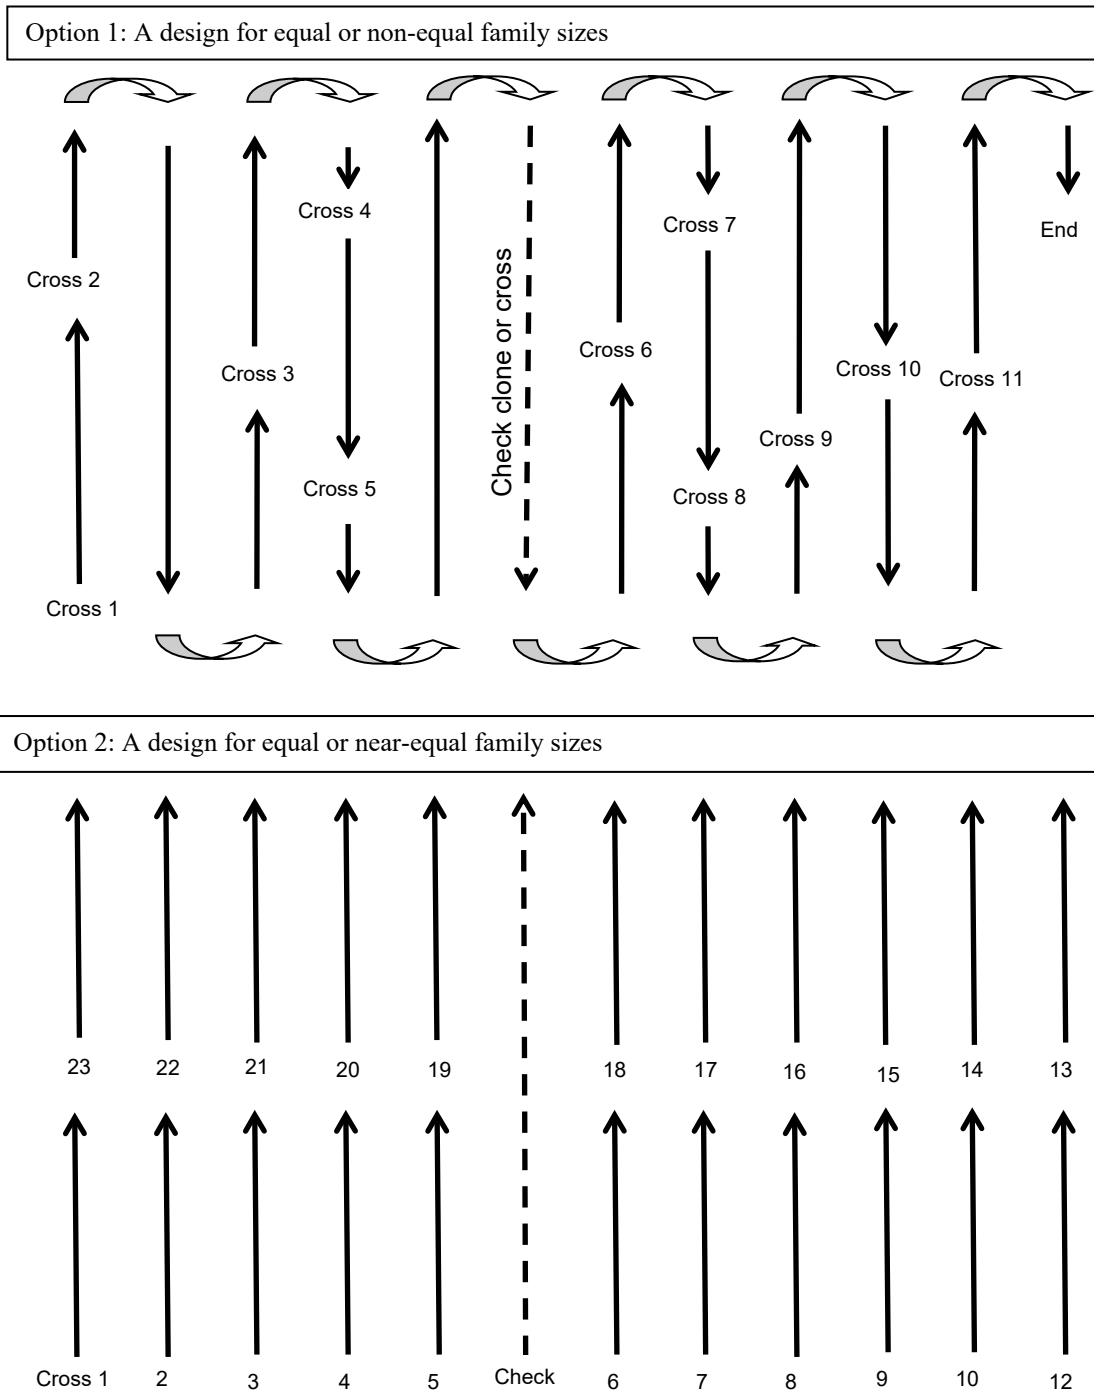 Option 1: A design for equal or non-equal family sizes
Cross 4
Cross 7
End
Cross 2
Check clone or cross
Cross 6
Cross 3
Cross 10
Cross 11
Cross 9
Cross 5
Cross 8
Cross 1
Option 2: A design for equal or near-equal family sizes
23 22 21 20 19 18 17 16 15 14 13
Cross 1 2 3 4 5 Check 6 7 8 9 10 12